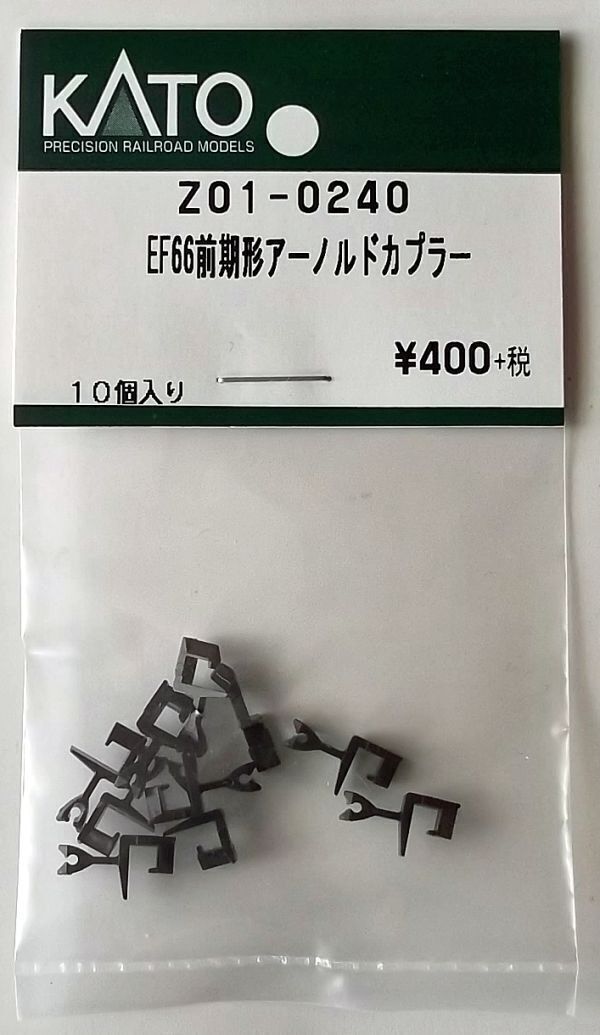 KATO
PRECISION RAILROAD MODELS
Z01-0240
EF66前期形アーノルドカプラー
¥400+税
10個入り